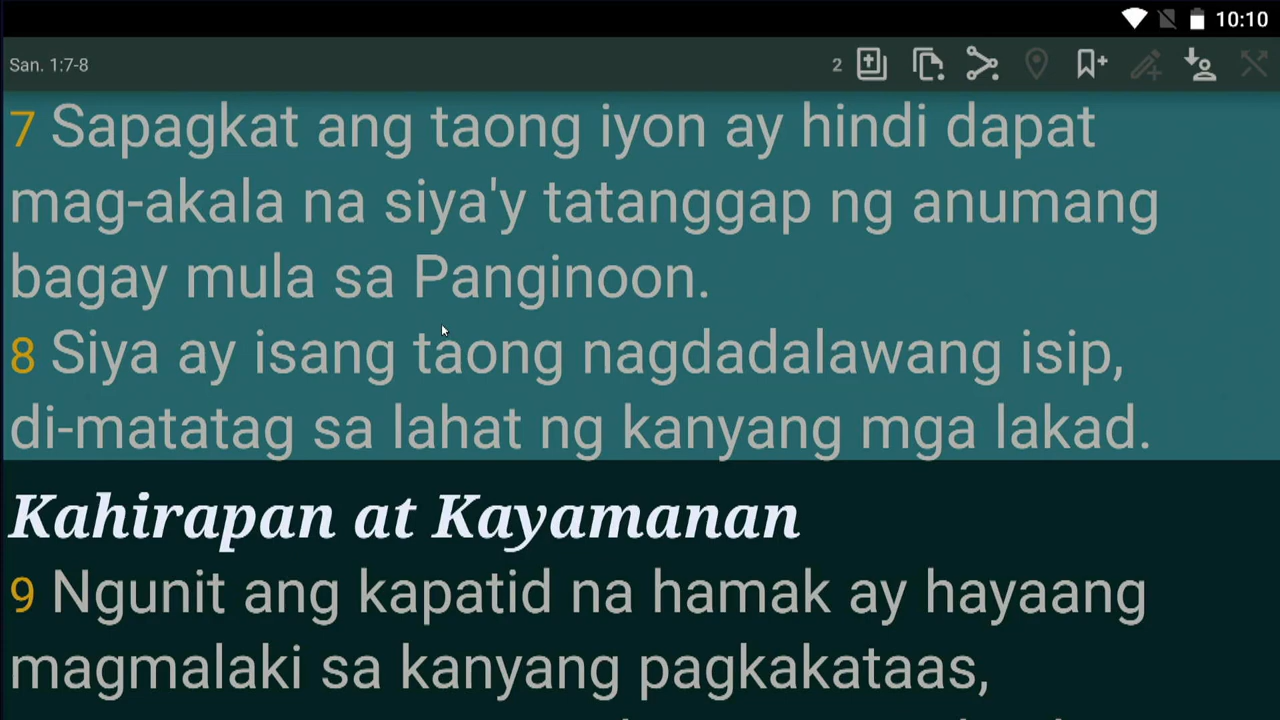 10:10
San. 1:7-8
2
7 Sapagkat ang taong iyon ay hindi dapat
mag-akala na siya'y tatanggap ng anumang
bagay mula sa Panginoon.
8 Siya ay isang taong nagdadalawang isip,
di-matatag sa lahat ng kanyang mga lakad.
Kahirapan at Kayamanan
9 Ngunit ang kapatid na hamak ay hayaang
magmalaki sa kanyang pagkakataas,